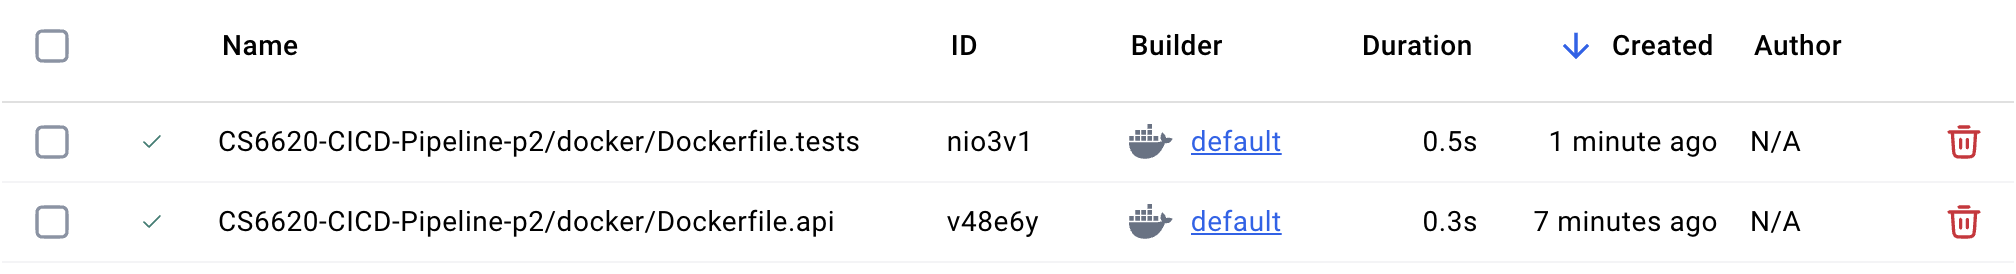 Name ID Builder Duration Created Author
CS6620-CICD-Pipeline-p2/docker/Dockerfile.tests nio3v1 default 0.5s 1 minute ago N/A
CS6620-CICD-Pipeline-p2/docker/Dockerfile.api v48e6y default 0.3s 7 minutes ago N/A